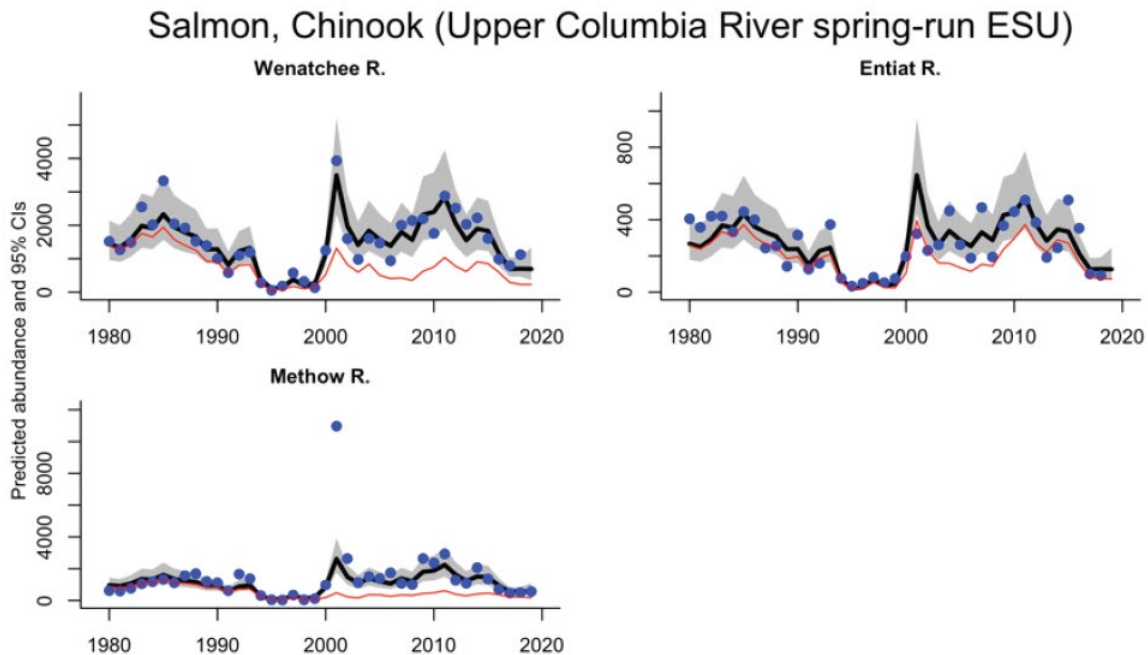 Salmon, Chinook (Upper Columbia River spring-run ESU)
Wenatchee R.
Entiat R.
Predicted abundance and 95% CIs
4000
2000
0
800
400
0
1980 1990 2000 2010 2020
1980 1990 2000 2010 2020
Methow R.
8000
4000
0
1980 1990 2000 2010 2020